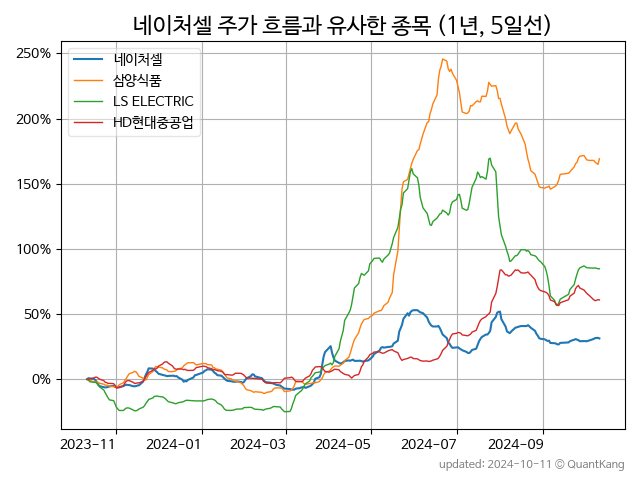 네이처셀 주가 흐름과 유사한 종목 (1년, 5일선)
250%
200%
150%
100%
50%
0%
네이처셀
삼양식품
LS ELECTRIC
HD현대중공업
2023-11 2024-01 2024-03 2024-05 2024-07 2024-09
updated: 2024-10-11 © QuantKang